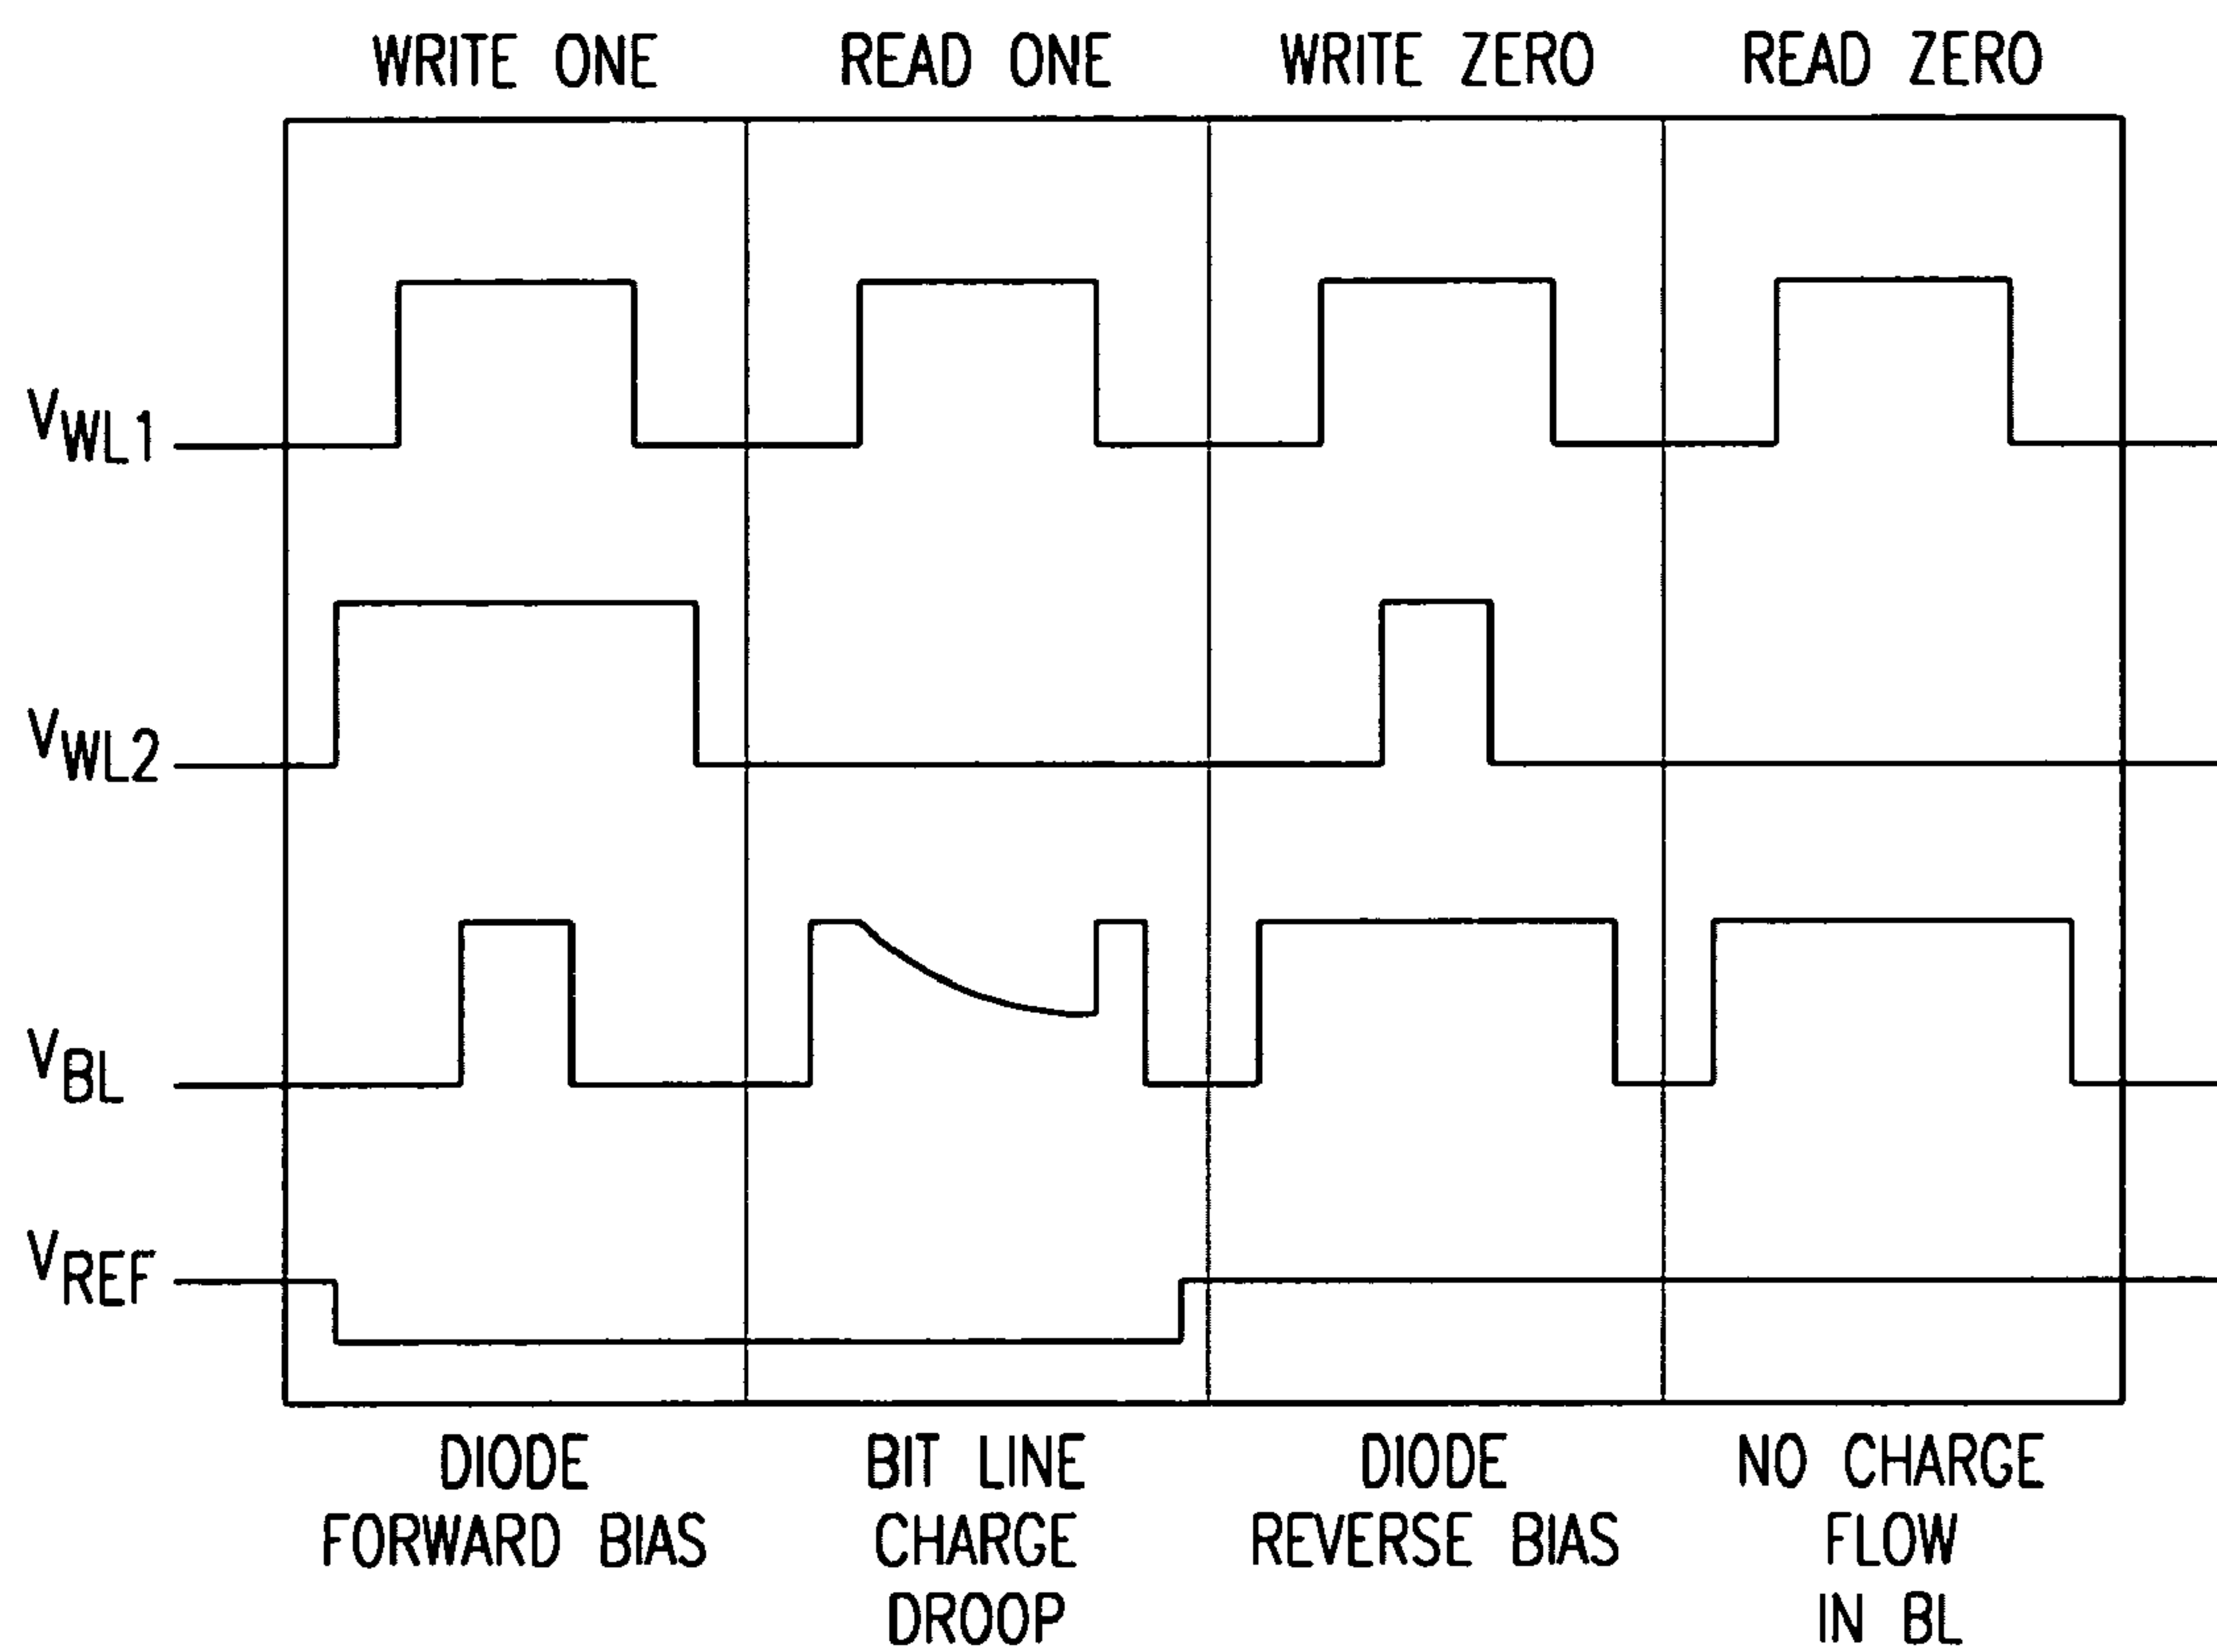 WRITE ONE
READ ONE
WRITE ZERO
READ ZERO
VWL1
VWL2
VBL
VREF
DIODE
FORWARD BIAS
BIT LINE
CHARGE
DROOP
DIODE
REVERSE BIAS
NO CHARGE
FLOW
IN BL